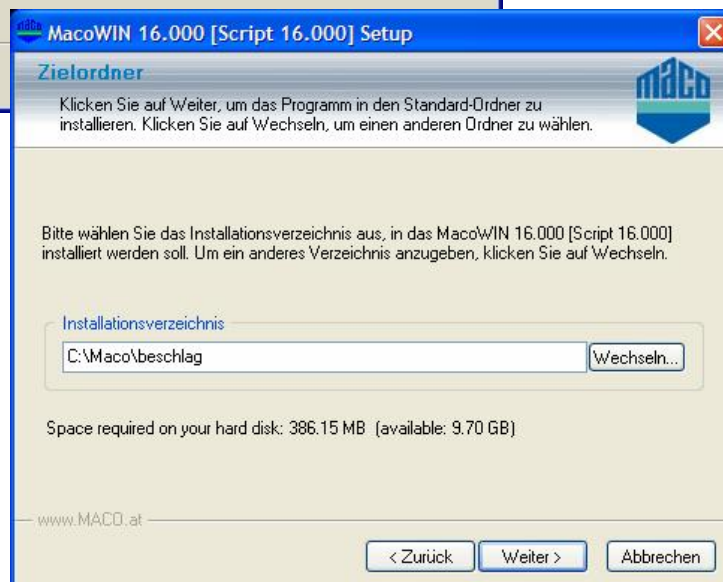 MacoWIN 16.000 [Script 16.000] Setup
Zielordner
maco
Klicken Sie auf Weiter, um das Programm in den Standard-Ordner zu
installieren. Klicken Sie auf Wechseln, um einen anderen Ordner zu wählen.
Bitte wählen Sie das Installationsverzeichnis aus, in das MacoWIN 16.000 [Script 16.000]
installiert werden soll. Um ein anderes Verzeichnis anzugeben, klicken Sie auf Wechseln.
Installationsverzeichnis
C:\Maco\beschlag
Wechseln...
Space required on your hard disk: 386.15 MB (available: 9.70 GB)
www.MACO.at
< Zurück
Weiter >
Abbrechen